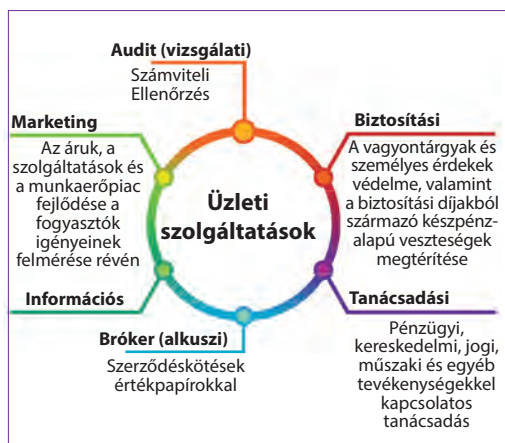 Audit (vizsgálati)
Számviteli
Ellenőrzés
Marketing
Az áruk, a
szolgáltatások és
a munkaerőpiac
fejlődése a
fogyasztók
igényeinek
felmérése révén
Biztosítási
A vagyontárgyak és
személyes érdekek
védelme, valamint
a biztosítási díjakból
származó készpénz-
alapú veszteségek
megtérítése
Üzleti
szolgáltatások
Információs
Bróker (alkuszi)
Szerződéskötések
értékpapírokkal
Tanácsadási
Pénzügyi,
kereskedelmi, jogi,
műszaki és egyéb
tevékenységekkel
kapcsolatos
tanácsadás